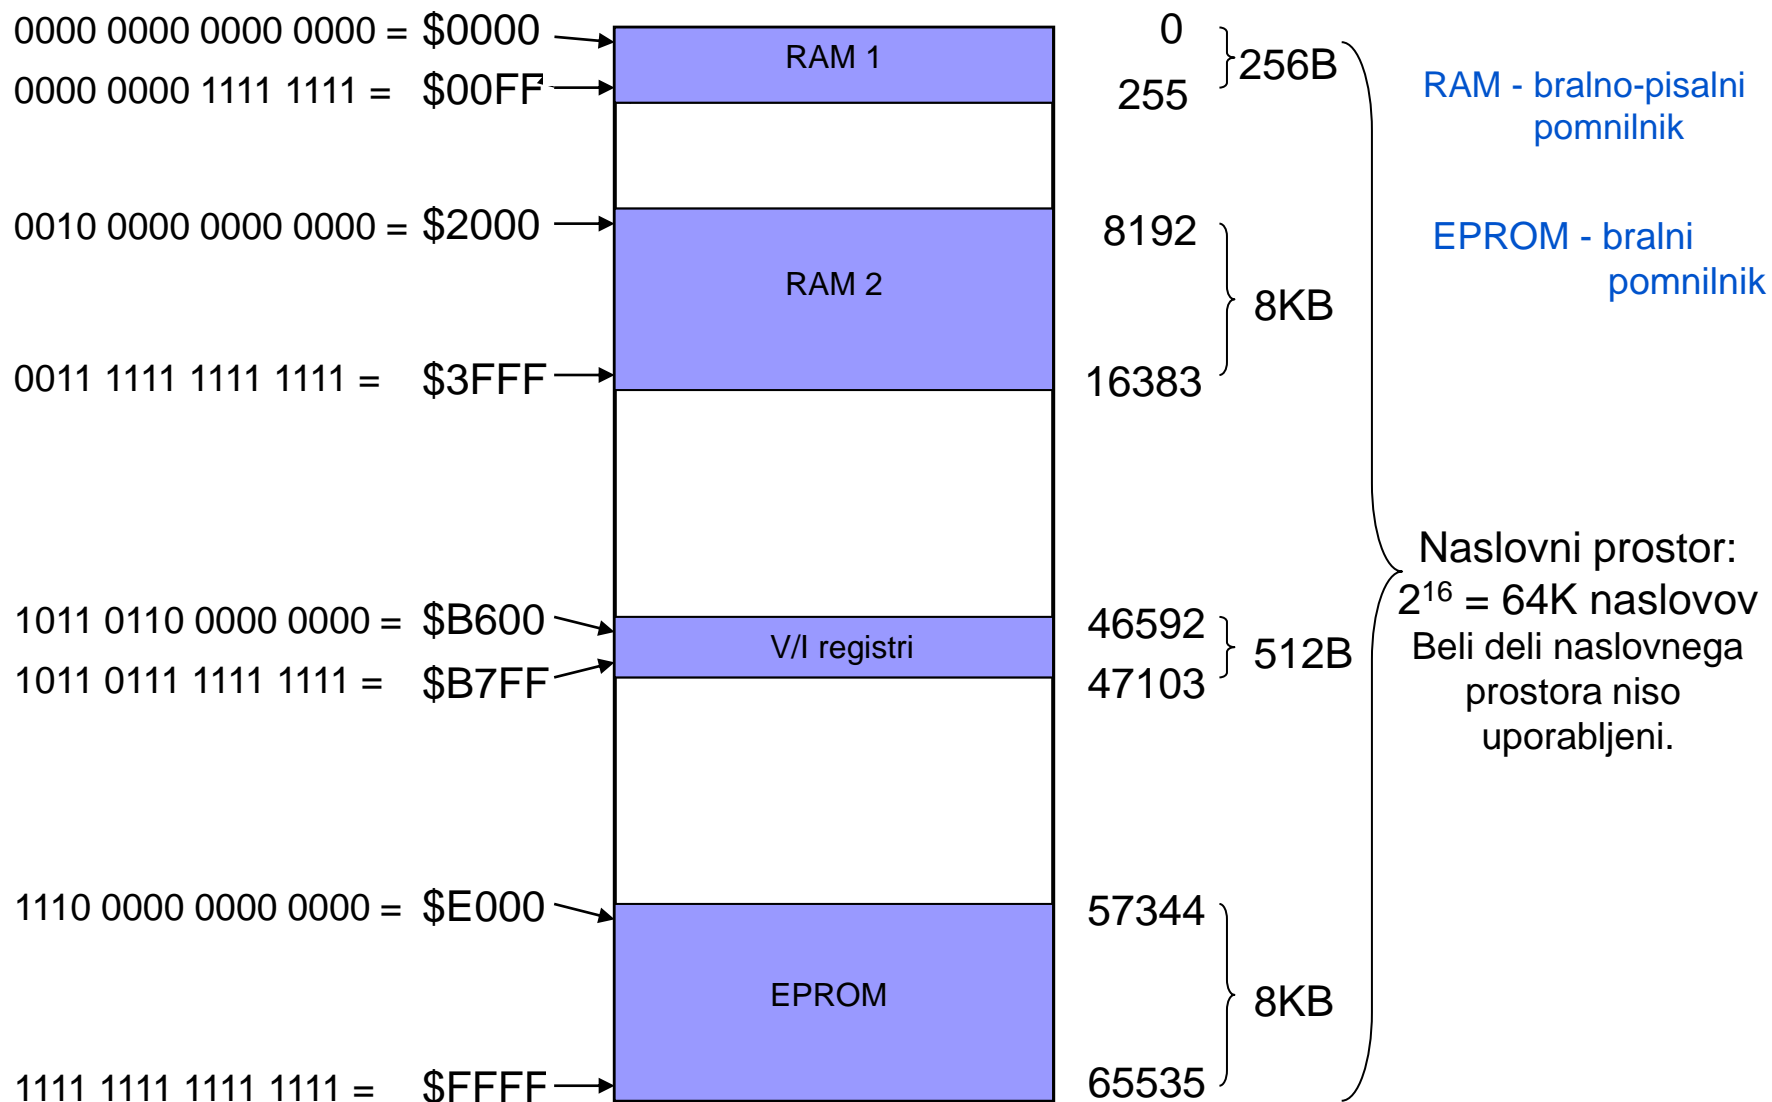 0000 0000 0000 0000 = $0000
RAM 1
0
256B
0000 0000 1111 1111 = $00FF
255
RAM - bralno-pisalni
pomnilnik
0010 0000 0000 0000 = $2000
8192
EPROM - bralni
pomnilnik
RAM 2
8KB
0011 1111 1111 1111 = $3FFF
16383
Naslovni prostor:
2¹⁶ = 64K naslovov
Beli deli naslovnega
prostora niso
uporabljeni.
1011 0110 0000 0000 = $B600
46592
V/I registri
512B
1011 0111 1111 1111 = $B7FF
47103
1110 0000 0000 0000 = $E000
57344
EPROM
8KB
1111 1111 1111 1111 = $FFFF
65535